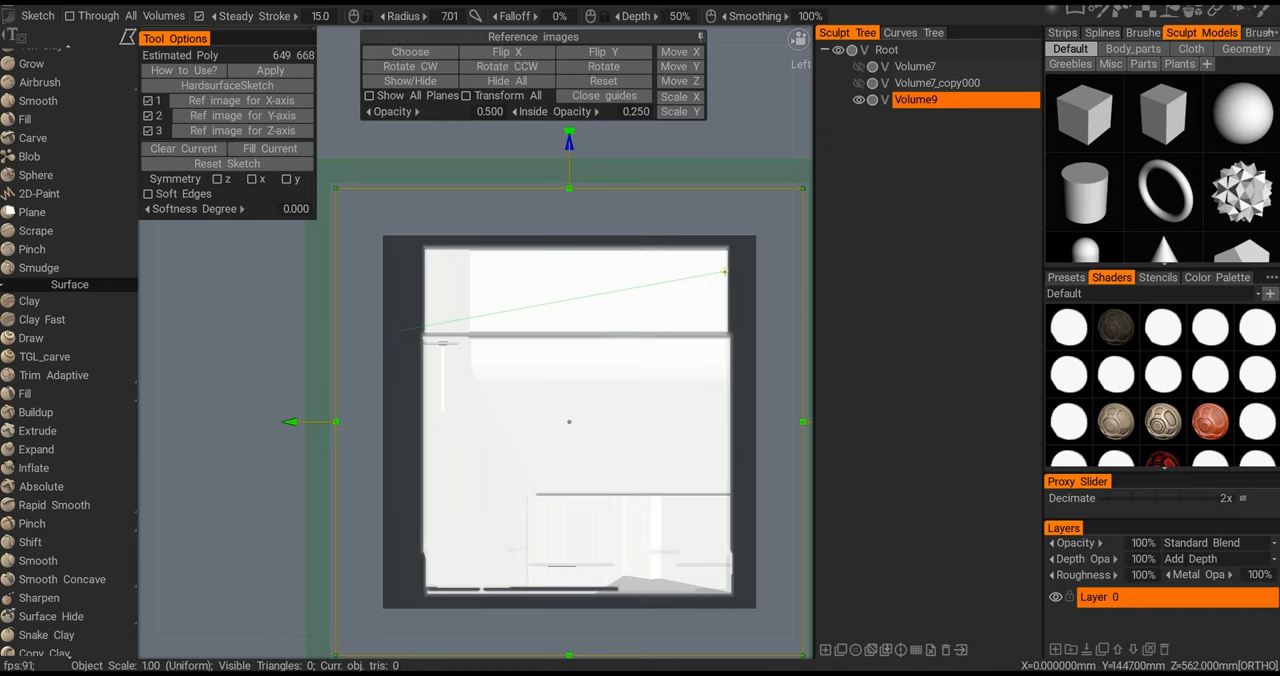 Sketch Through All Volumes Steady Stroke 15.0 Radius 7.01 Falloff 0% Depth 50% Smoothing 100%
Grow
Airbrush
Smooth
Fill
Carve
Blob
Sphere
2D-Paint
Plane
Scrape
Pinch
Smudge
Surface
Clay
Clay Fast
Draw
TGL_carve
Trim Adaptive
Fill
Buildup
Extrude
Expand
Inflate
Absolute
Rapid Smooth
Pinch
Shift
Smooth
Smooth Concave
Sharpen
Surface Hide
Snake Clay
Tool Options
Estimated Poly 649 668
How to Use? Apply
HardsurfaceSketch
1 Ref image for X-axis
2 Ref image for Y-axis
3 Ref image for Z-axis
Clear Current Fill Current
Reset Sketch
Symmetry z x y
Soft Edges
Softness Degree 0.000
Reference images
Choose Flip X Flip Y Move X
Rotate CW Rotate CCW Rotate Move Y
Show/Hide Hide All Reset Move Z
Show All Planes Transform All Close guides Scale X
Opacity 0.500 Inside Opacity 0.250 Scale Y
Left
Sculpt Tree Curves Tree
Root
V Volume7
V Volume7_copy000
V Volume9
Strips Splines Brushe Sculpt Models Brush
Default Body_parts Cloth Geometry
Greebles Misc Parts Plants +
Presets Shaders Stencils Color Palette
Default
Proxy Slider
Decimate 2x
Layers
Opacity 100% Standard Blend
Depth Opa 100% Add Depth
Roughness 100% Metal Opa 100%
Layer 0
fps:91; Object Scale: 1.00 (Uniform); Visible Triangles: 0; Curr. obj. tris: 0
X=0.000000mm Y=1447.00mm Z=562.000mm[ORTHO]